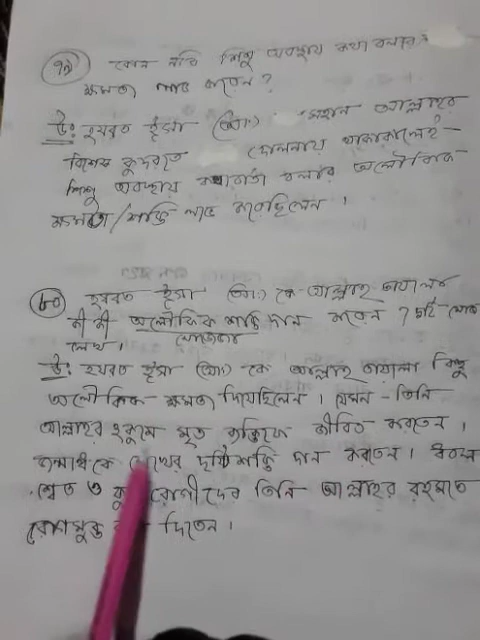 ৭৯ কোন নবি শিশু অবস্থায় কথা বলার
ক্ষমতা লাভ করেন?
উঃ হযরত ঈসা (আঃ) মহান আল্লাহর
বিশেষ কুদরতে দোলনায় থাকাকালেই-
শিশু অবস্থায় কথাবার্তা বলার অলৌকিক
ক্ষমতা/শক্তি লাভ করেছিলেন।
৮০ হযরত ঈসা (আঃ) কে আল্লাহ তায়ালা
কী কী অলৌকিক শক্তি দান করেন?
লেখ। মোজেজা
উঃ হযরত ঈসা (আঃ) কে আল্লাহ তায়ালা কিছু
অলৌকিক ক্ষমতা দিয়েছিলেন। যেমন - তিনি
আল্লাহর হুকুমে মৃত ব্যক্তিকে জীবিত করতেন।
জন্মান্ধকে চোখের দৃষ্টি শক্তি দান করতেন। ধবল
শ্বেত ও রোগীদের তিনি আল্লাহর রহমতে
রোগমুক্ত দিতেন।